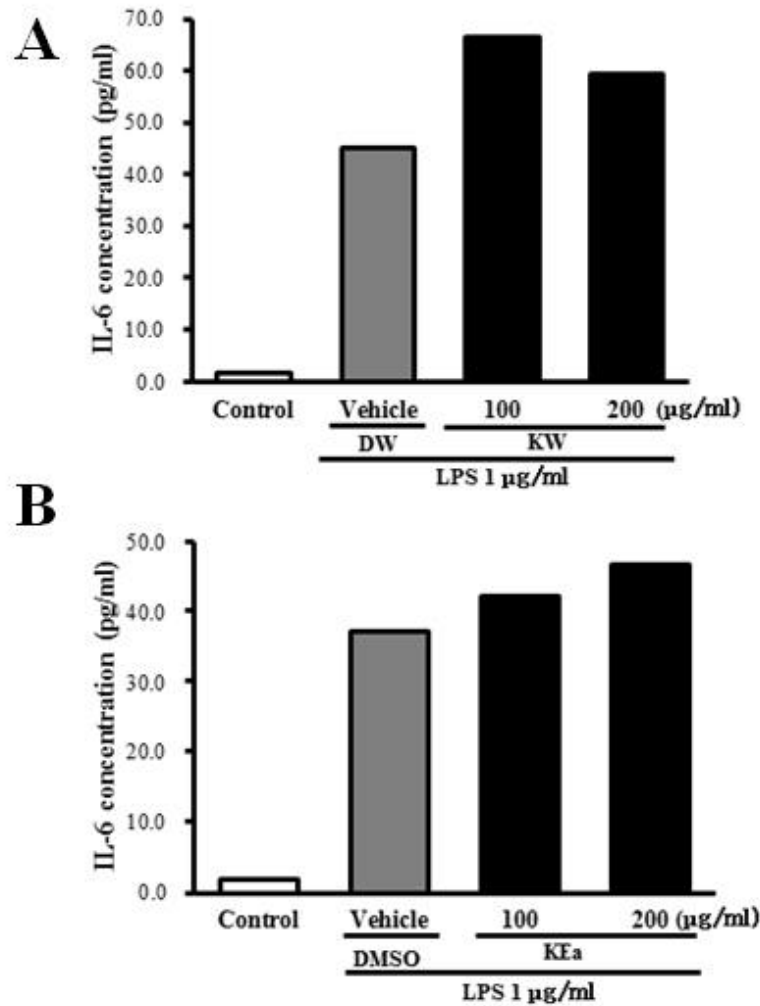 A
IL-6 concentration (pg/ml)
70.0
60.0
50.0
40.0
30.0
20.0
10.0
0.0
Control Vehicle 100 200 (µg/ml)
DW KW
LPS 1 µg/ml
B
IL-6 concentration (pg/ml)
50.0
40.0
30.0
20.0
10.0
0.0
Control Vehicle 100 200 (µg/ml)
DMSO KEa
LPS 1 µg/ml